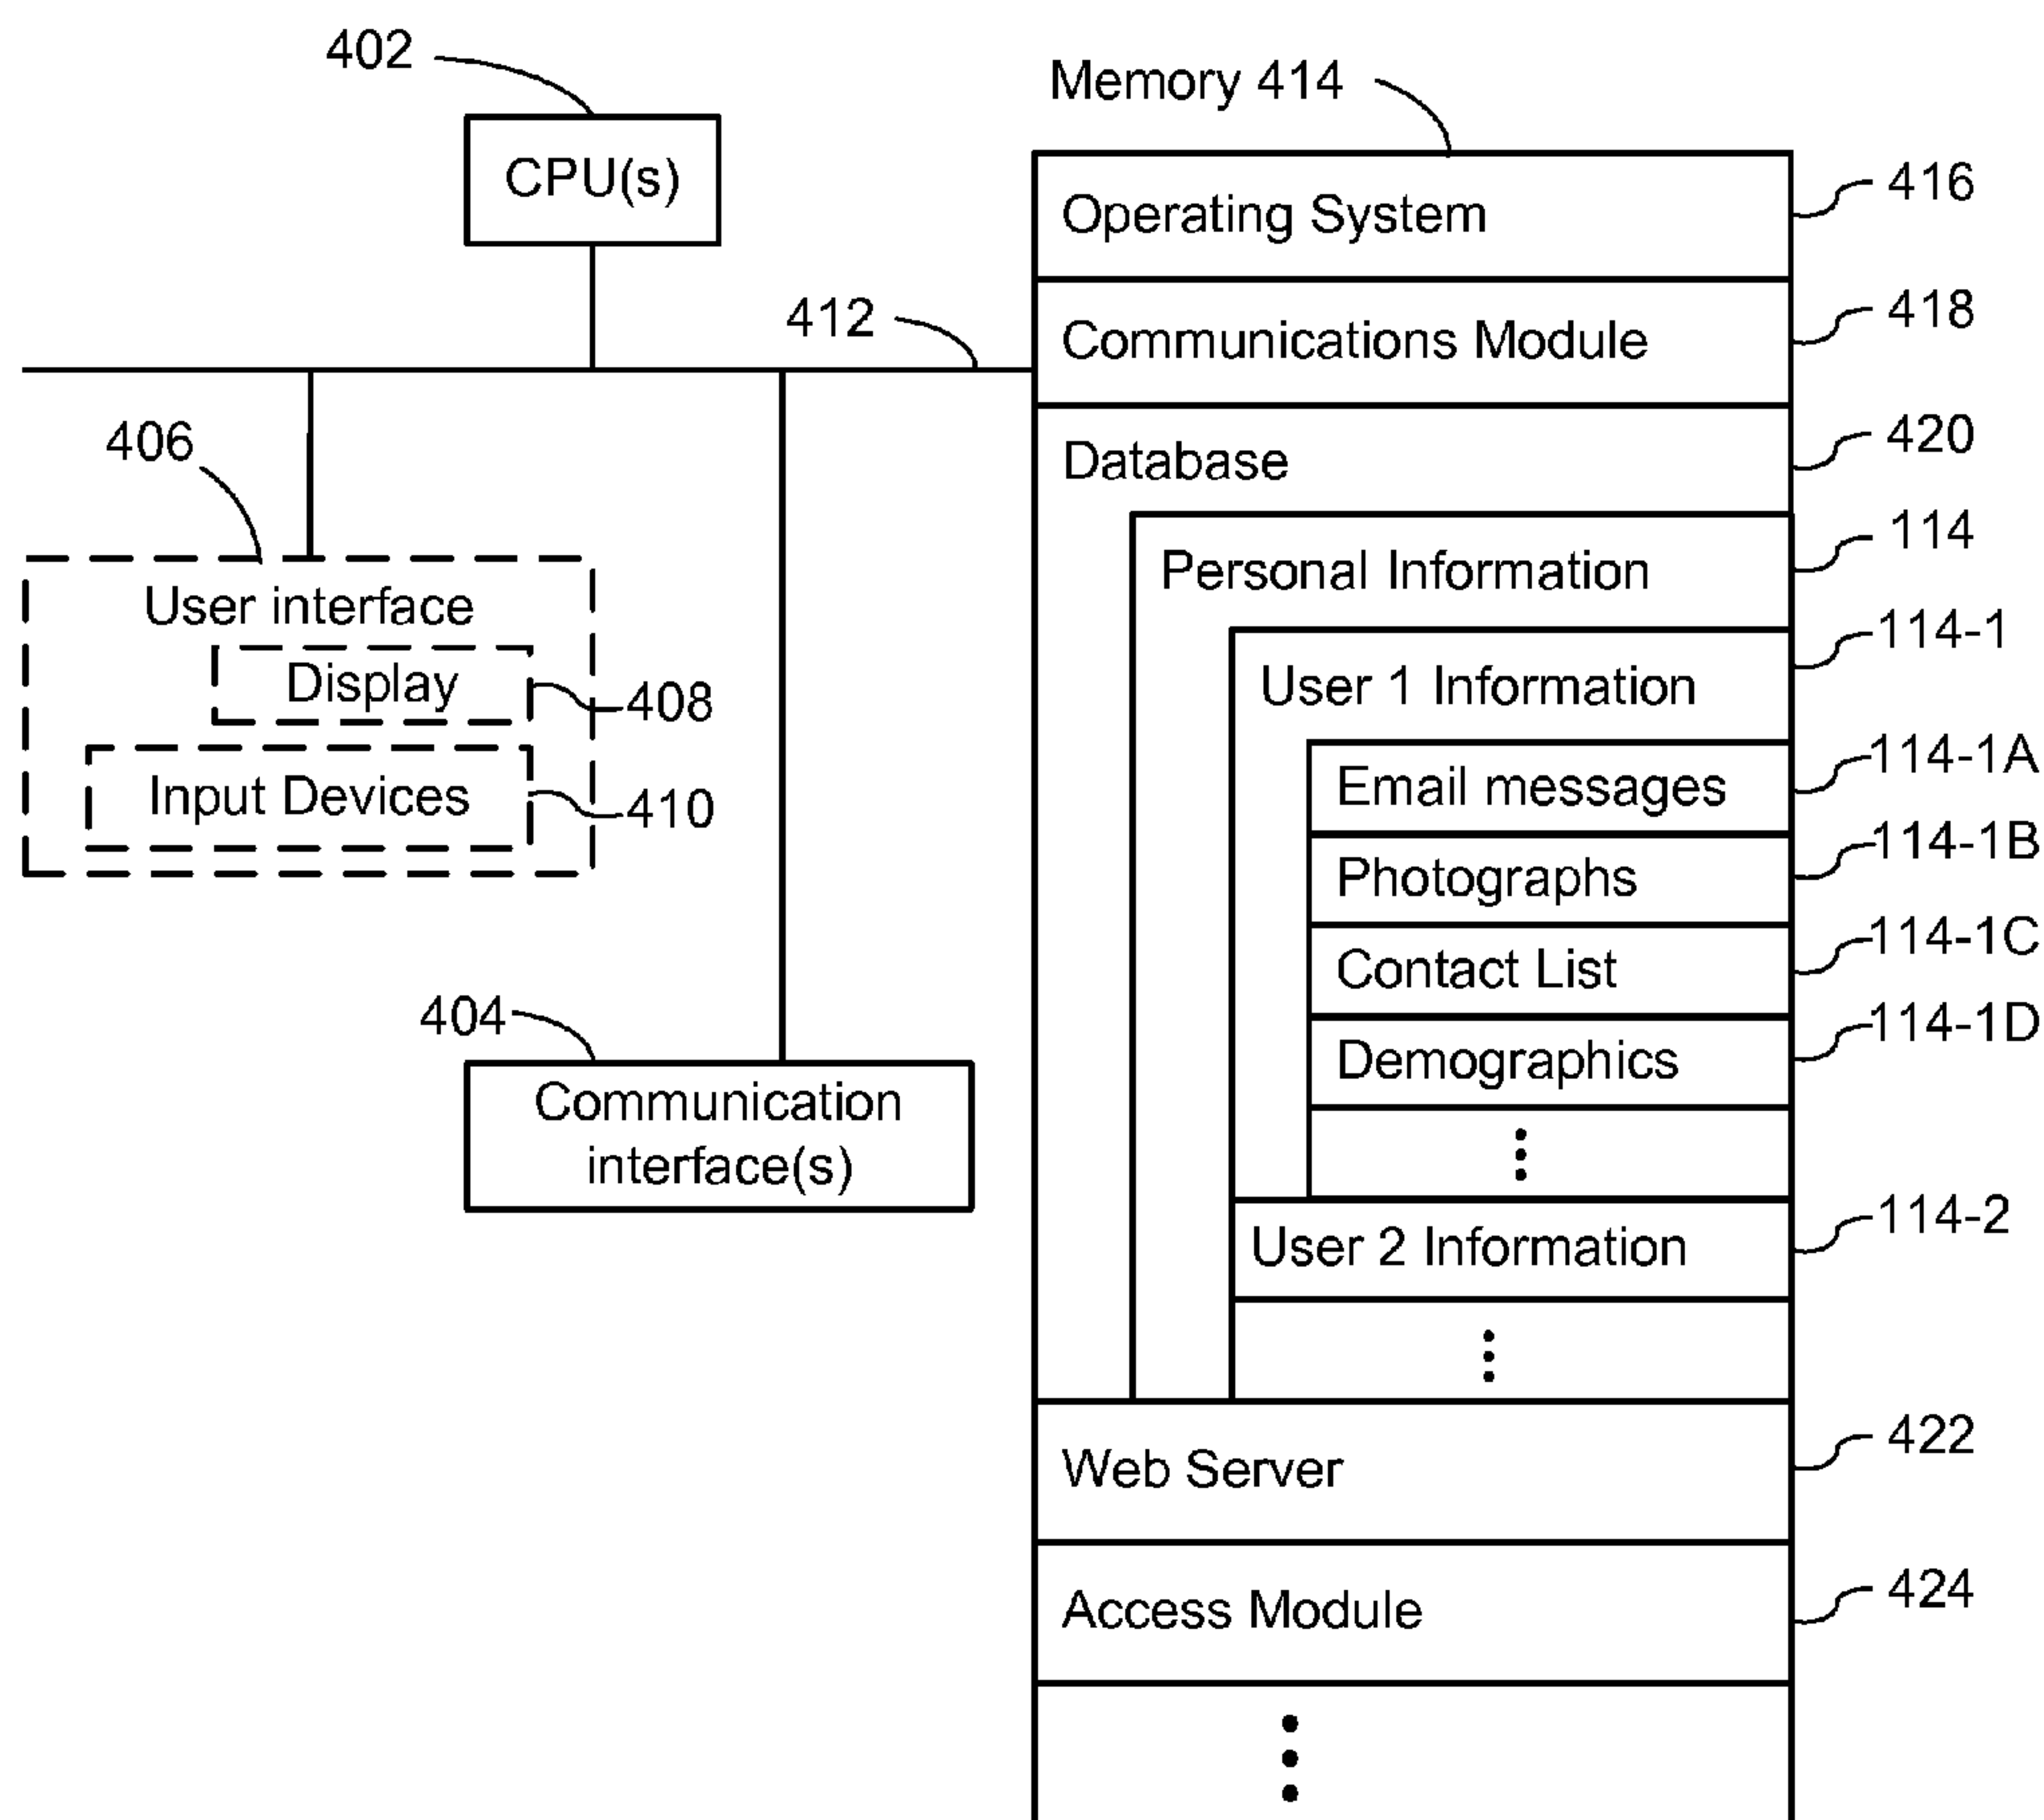 402
CPU(s)
412
406
User interface
Display
408
Input Devices
410
404
Communication
interface(s)
Memory 414
Operating System
416
Communications Module
418
Database
420
Personal Information
114
User 1 Information
114-1
Email messages
114-1A
Photographs
114-1B
Contact List
114-1C
Demographics
114-1D
User 2 Information
114-2
Web Server
422
Access Module
424